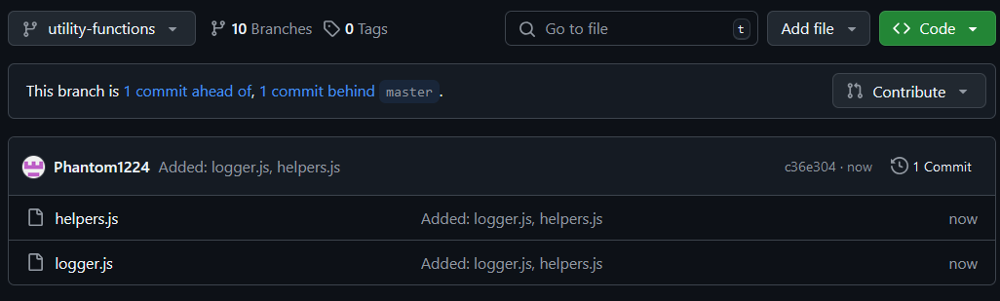 utility-functions 10 Branches 0 Tags Go to file t Add file Code
This branch is 1 commit ahead of, 1 commit behind master.
Contribute
Phantom1224 Added: logger.js, helpers.js c36e304 · now 1 Commit
helpers.js Added: logger.js, helpers.js now
logger.js Added: logger.js, helpers.js now